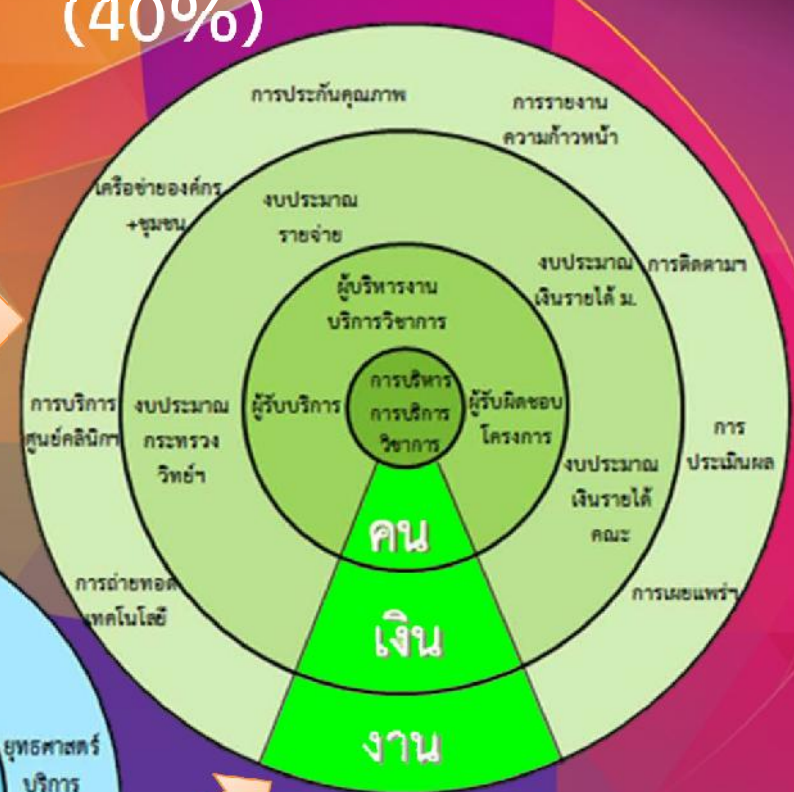 (40%)
การประกันคุณภาพ
การรายงาน
ความก้าวหน้า
เครือข่ายองค์กร
+ชุมชน
งบประมาณ
รายจ่าย
งบประมาณ
เงินรายได้ ม.
การติดตามฯ
ผู้บริหารงาน
บริการวิชาการ
การบริหาร
การบริการ
วิชาการ
ผู้รับบริการ
ผู้รับผิดชอบ
โครงการ
การบริการ
ศูนย์คลินิกฯ
งบประมาณ
กระทรวง
วิทย์ฯ
การ
ประเมินผล
งบประมาณ
เงินรายได้
คณะ
การถ่ายทอด
เทคโนโลยี
การเผยแพร่ฯ
คน
เงิน
งาน
ยุทธศาสตร์
บริการ